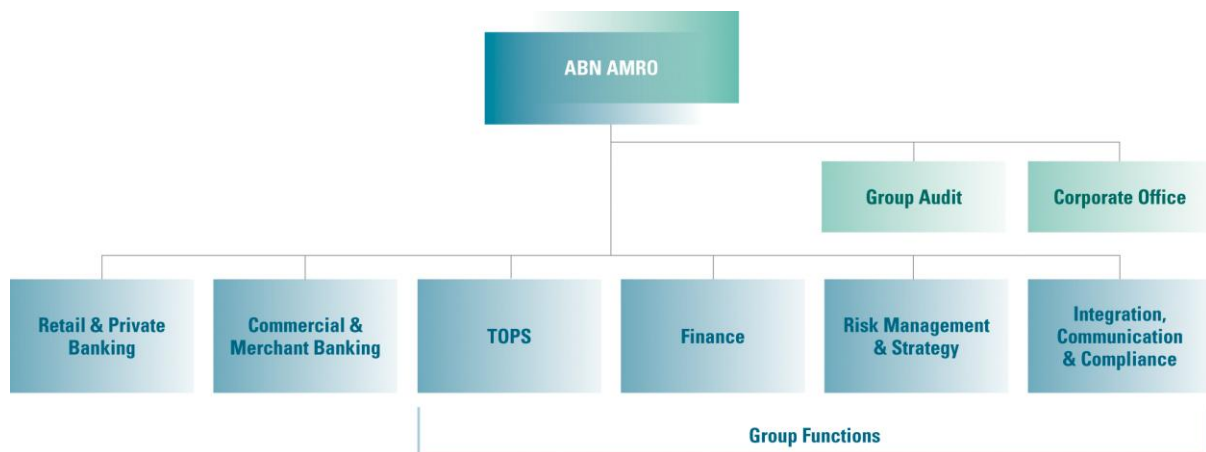 ABN AMRO
Group Audit
Corporate Office
Retail & Private
Banking
Commercial &
Merchant Banking
TOPS
Finance
Risk Management
& Strategy
Integration,
Communication
& Compliance
Group Functions